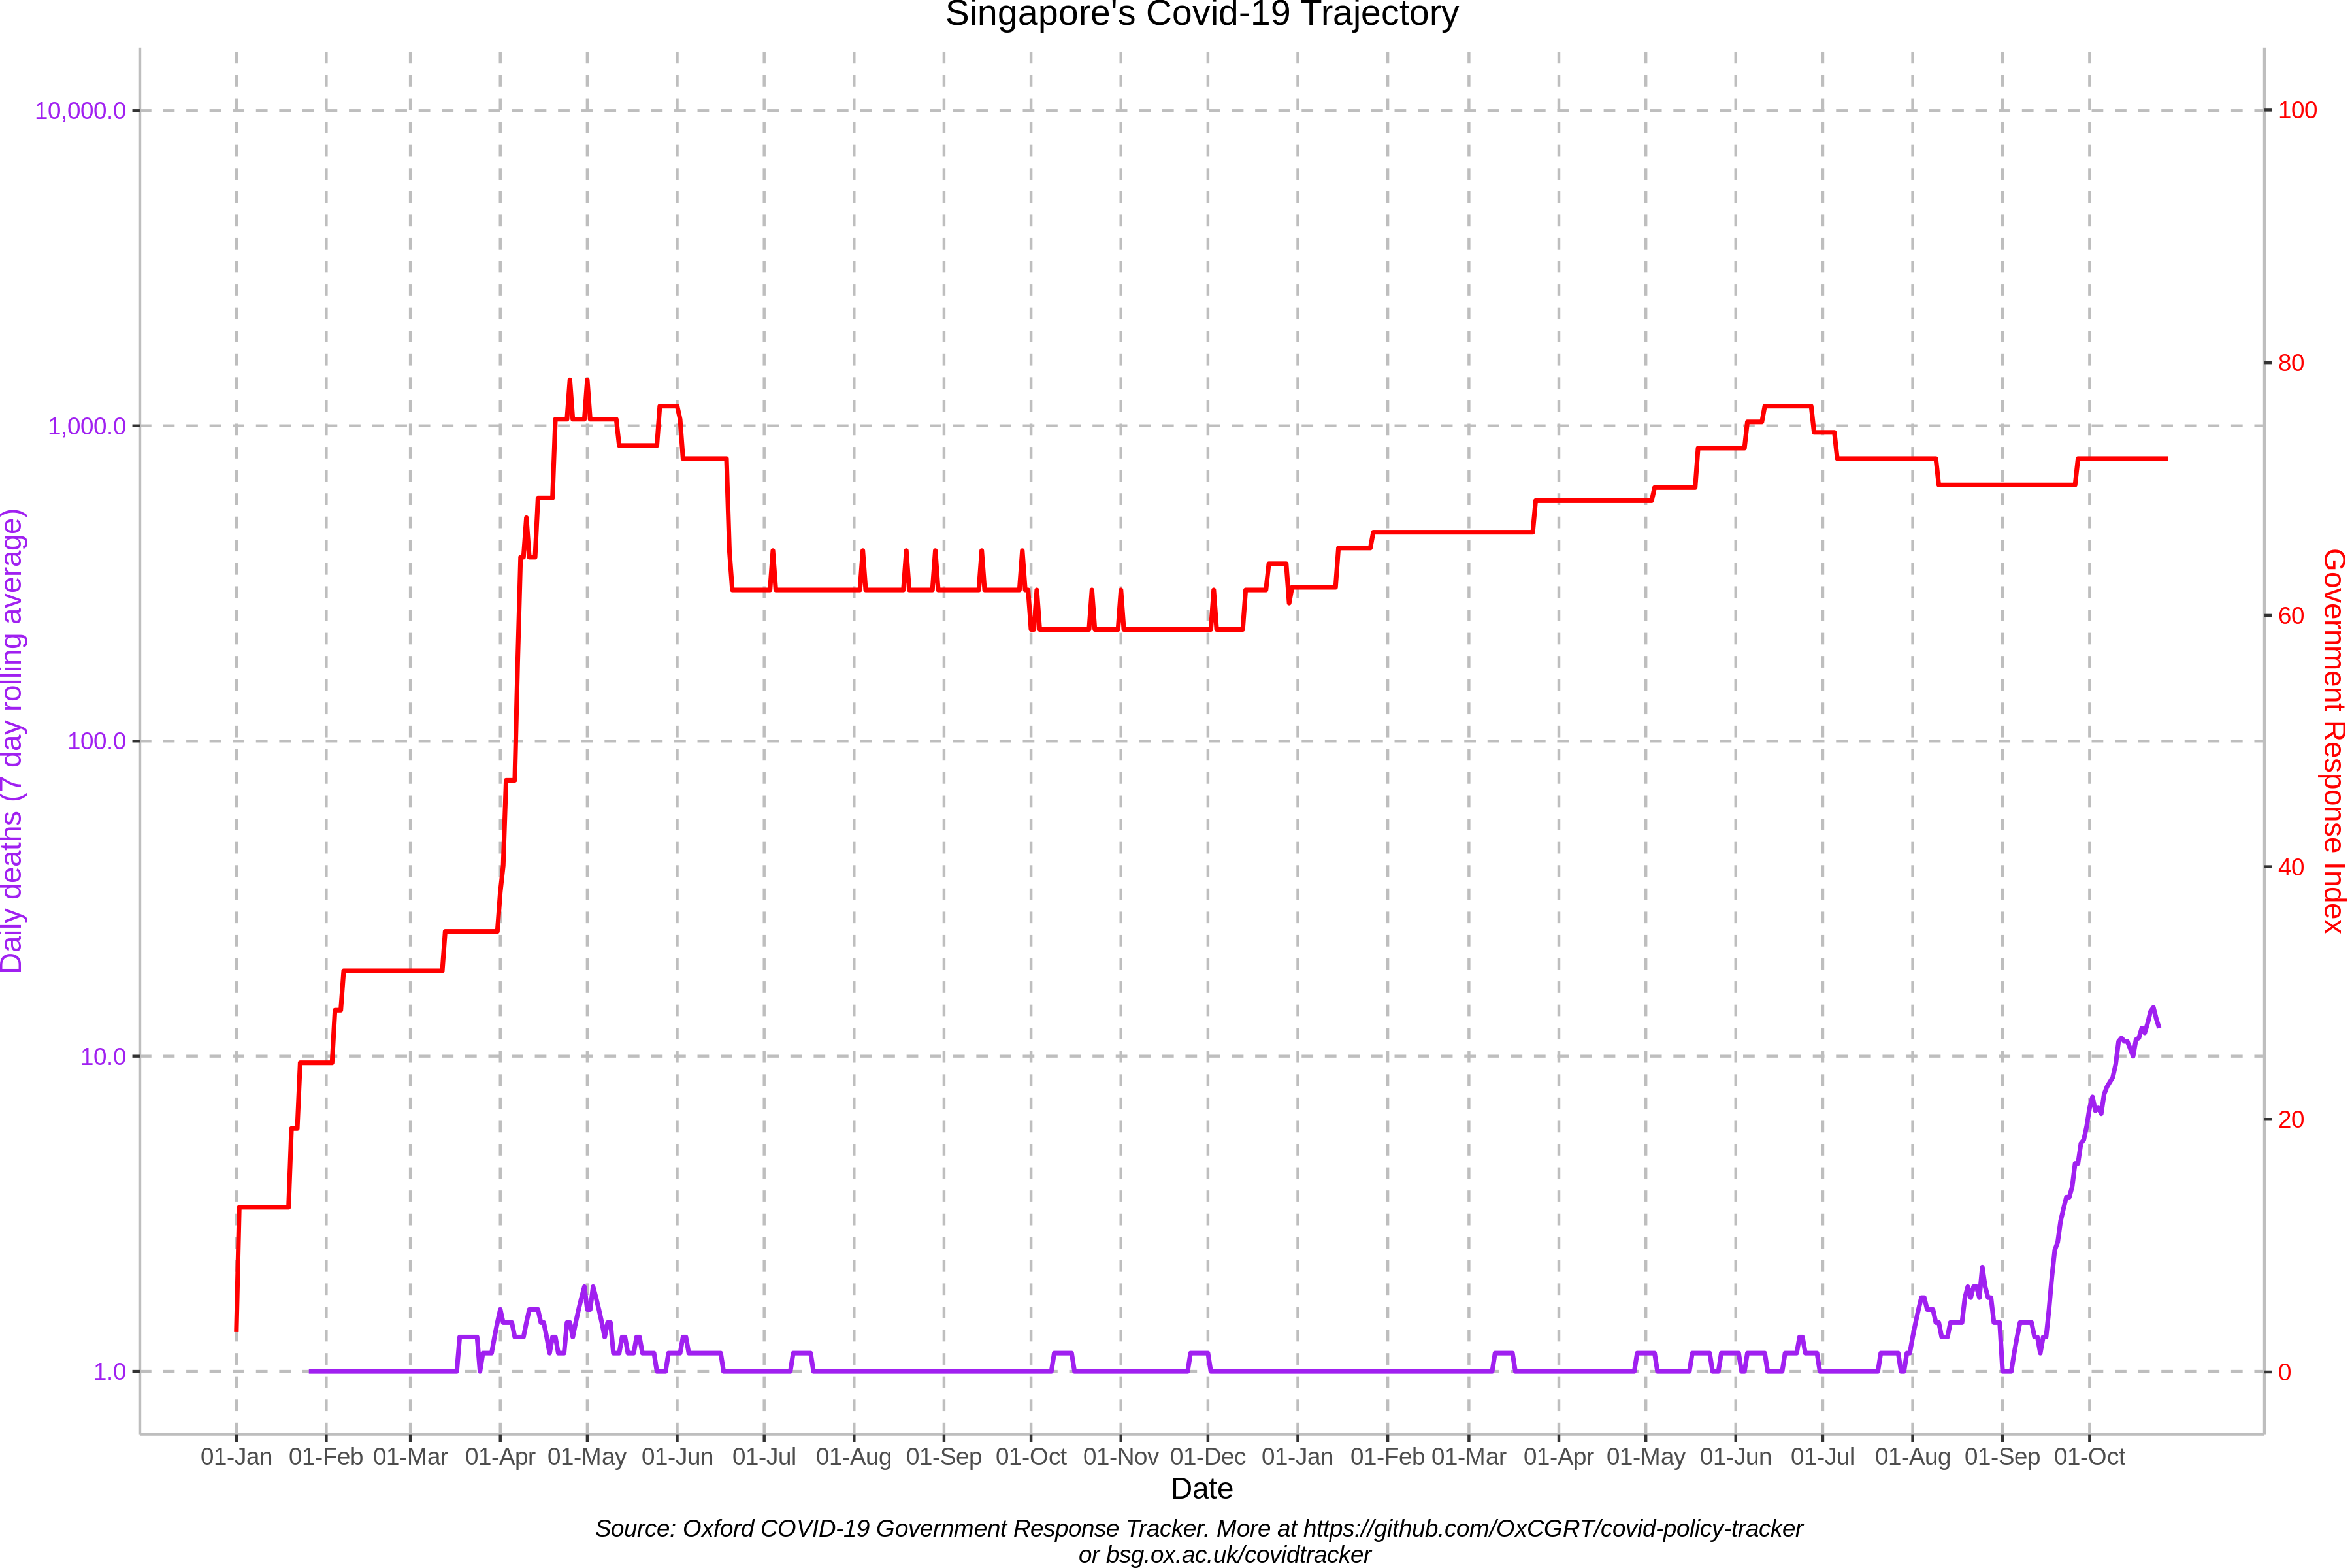 Singapore's Covid-19 Trajectory
10,000.0
1,000.0
100.0
10.0
1.0
Daily deaths (7 day rolling average)
100
80
60
40
20
0
Government Response Index
01-Jan 01-Feb 01-Mar 01-Apr 01-May 01-Jun 01-Jul 01-Aug 01-Sep 01-Oct 01-Nov 01-Dec 01-Jan 01-Feb 01-Mar 01-Apr 01-May 01-Jun 01-Jul 01-Aug 01-Sep 01-Oct
Date
Source: Oxford COVID-19 Government Response Tracker. More at https://github.com/OxCGRT/covid-policy-tracker
or bsg.ox.ac.uk/covidtracker